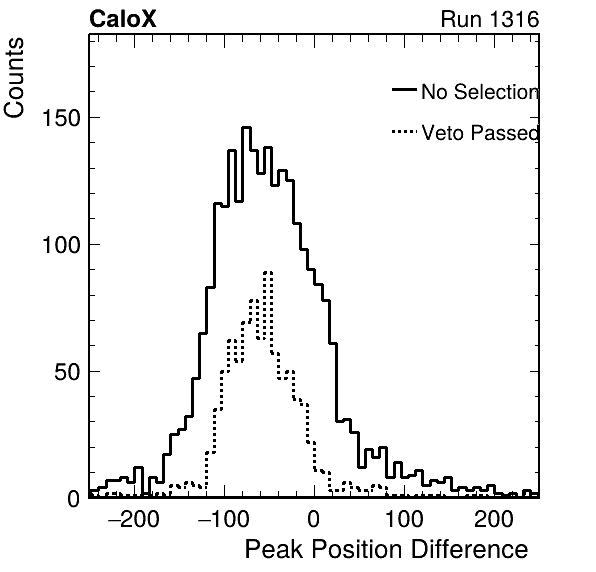 CaloX
Run 1316
Counts
No Selection
Veto Passed
150
100
50
0
−200
−100
0
100
200
Peak Position Difference